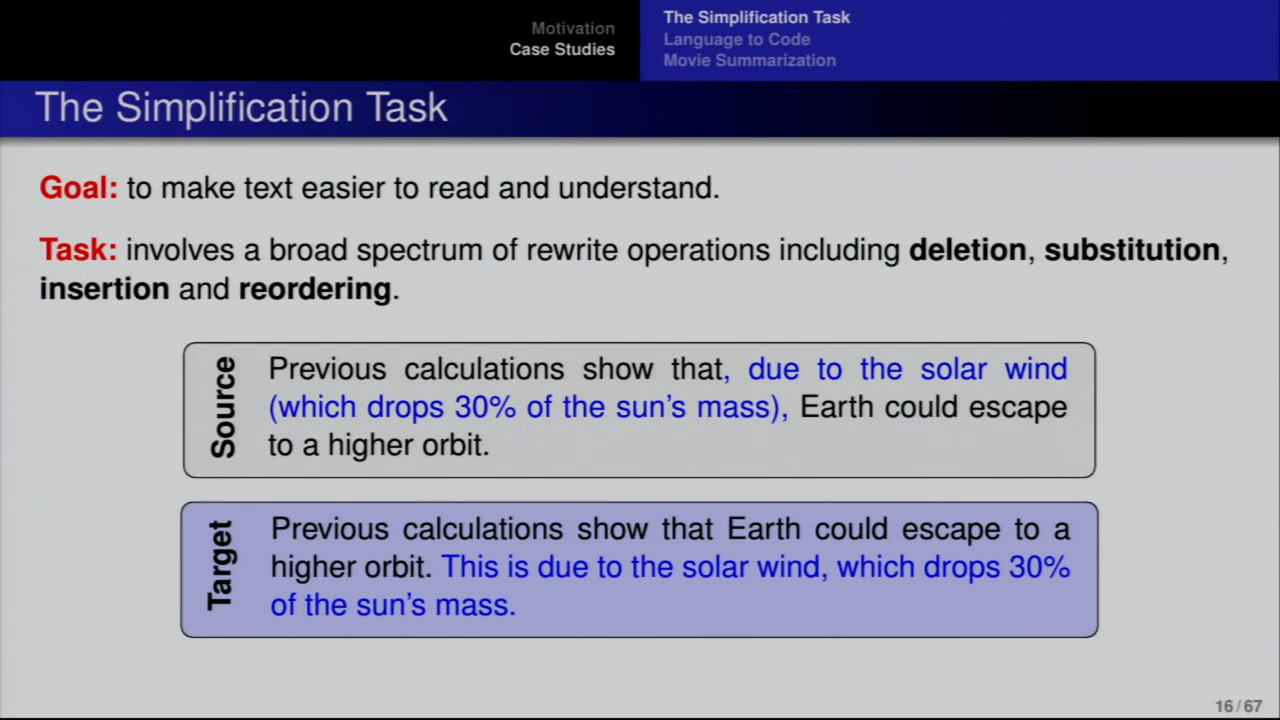 Motivation
Case Studies
The Simplification Task
Language to Code
Movie Summarization
The Simplification Task
Goal: to make text easier to read and understand.
Task: involves a broad spectrum of rewrite operations including deletion, substitution,
insertion and reordering.
Source
Previous calculations show that, due to the solar wind
(which drops 30% of the sun's mass), Earth could escape
to a higher orbit.
Target
Previous calculations show that Earth could escape to a
higher orbit. This is due to the solar wind, which drops 30%
of the sun's mass.
16/67